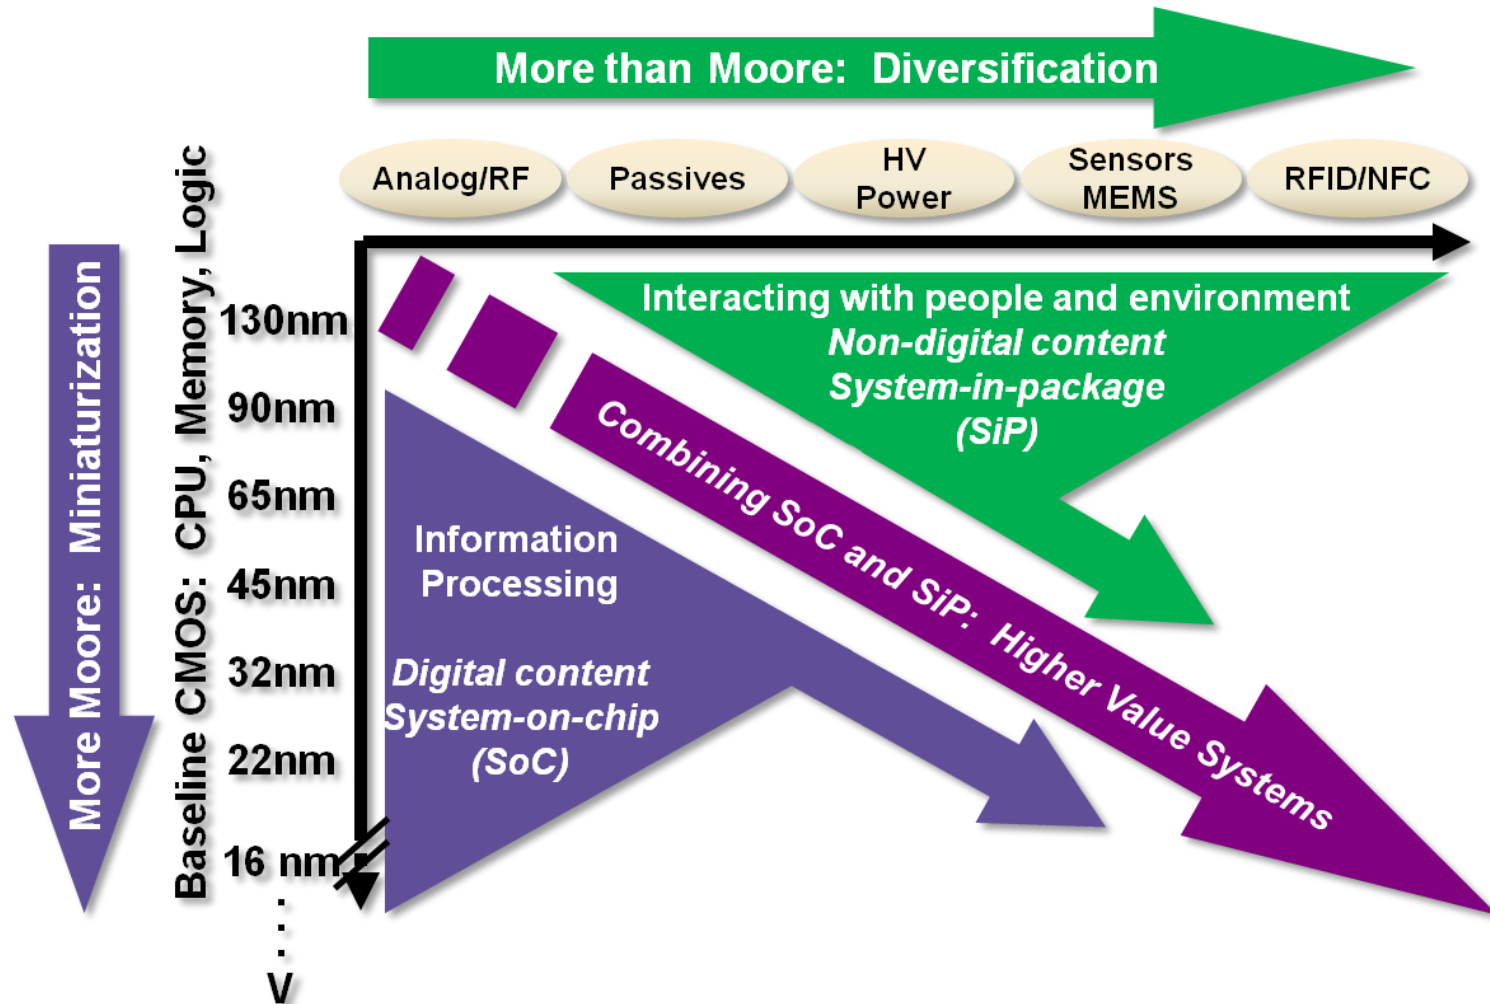 More than Moore:  Diversification
Analog/RF
Passives
HV
Power
Sensors
MEMS
RFID/NFC
More Moore:  Miniaturization
Baseline CMOS:  CPU, Memory, Logic
130nm
90nm
65nm
45nm
32nm
22nm
16 nm
.
.
.
V
Interacting with people and environment
Non-digital content
System-in-package
(SiP)
Combining SoC and SiP:  Higher Value Systems
Information
Processing
Digital content
System-on-chip
(SoC)